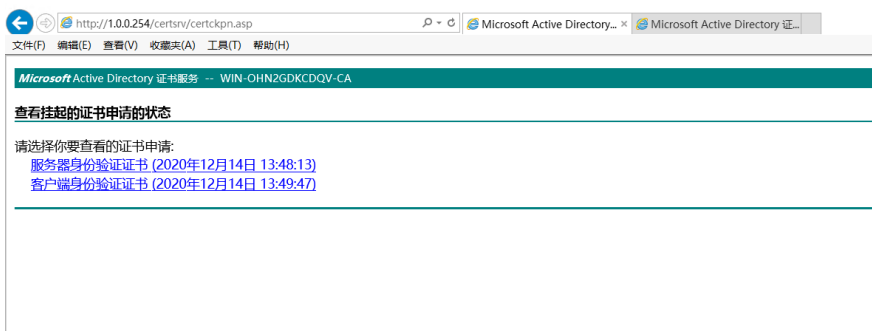 http://1.0.0.254/certsrv/certckpn.asp
Microsoft Active Directory... ×
Microsoft Active Directory 证...
文件(F) 编辑(E) 查看(V) 收藏夹(A) 工具(T) 帮助(H)
Microsoft Active Directory 证书服务 -- WIN-OHN2GDKCDQV-CA
查看挂起的证书申请的状态
请选择你要查看的证书申请:
服务器身份验证证书 (2020年12月14日 13:48:13)
客户端身份验证证书 (2020年12月14日 13:49:47)